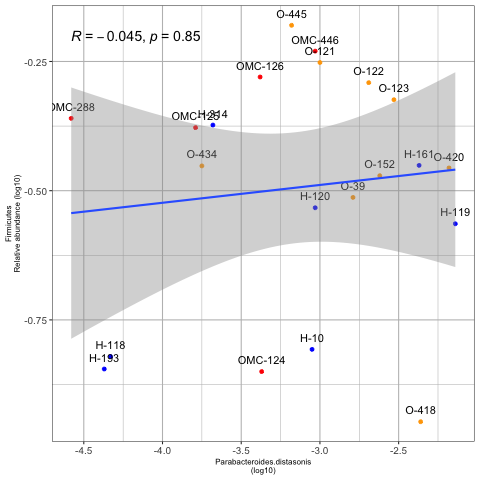 R = −0.045, p = 0.85
O-445
OMC-446
O-121
OMC-126
O-122
O-123
OMC-288
H-314
O-434
H-161
O-420
O-152
O-39
H-120
H-119
H-118
H-10
OMC-124
O-418
-0.25
-0.50
-0.75
-4.5
-4.0
-3.5
-3.0
-2.5
Firmicutes
Relative abundance (log10)
Parabacteroides.distasonis
(log10)